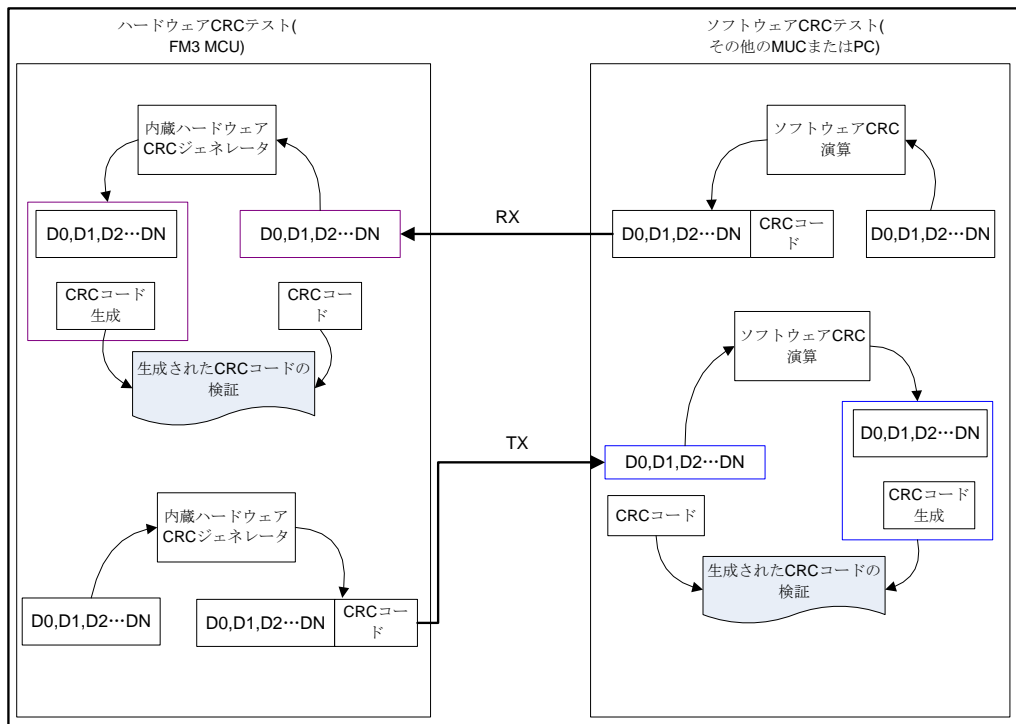 ハードウェアCRCテスト(
FM3 MCU)
内蔵ハードウェア
CRCジェネレータ
D0,D1,D2…DN
D0,D1,D2…DN
CRCコード
生成
CRCコー
ド
生成されたCRCコードの
検証
内蔵ハードウェア
CRCジェネレータ
D0,D1,D2…DN
D0,D1,D2…DN
CRCコー
ド
RX
TX
ソフトウェアCRCテスト(
その他のMUCまたはPC)
ソフトウェアCRC
演算
D0,D1,D2…DN
CRCコー
ド
D0,D1,D2…DN
ソフトウェアCRC
演算
D0,D1,D2…DN
D0,D1,D2…DN
CRCコード
CRCコード
生成
生成されたCRCコードの
検証